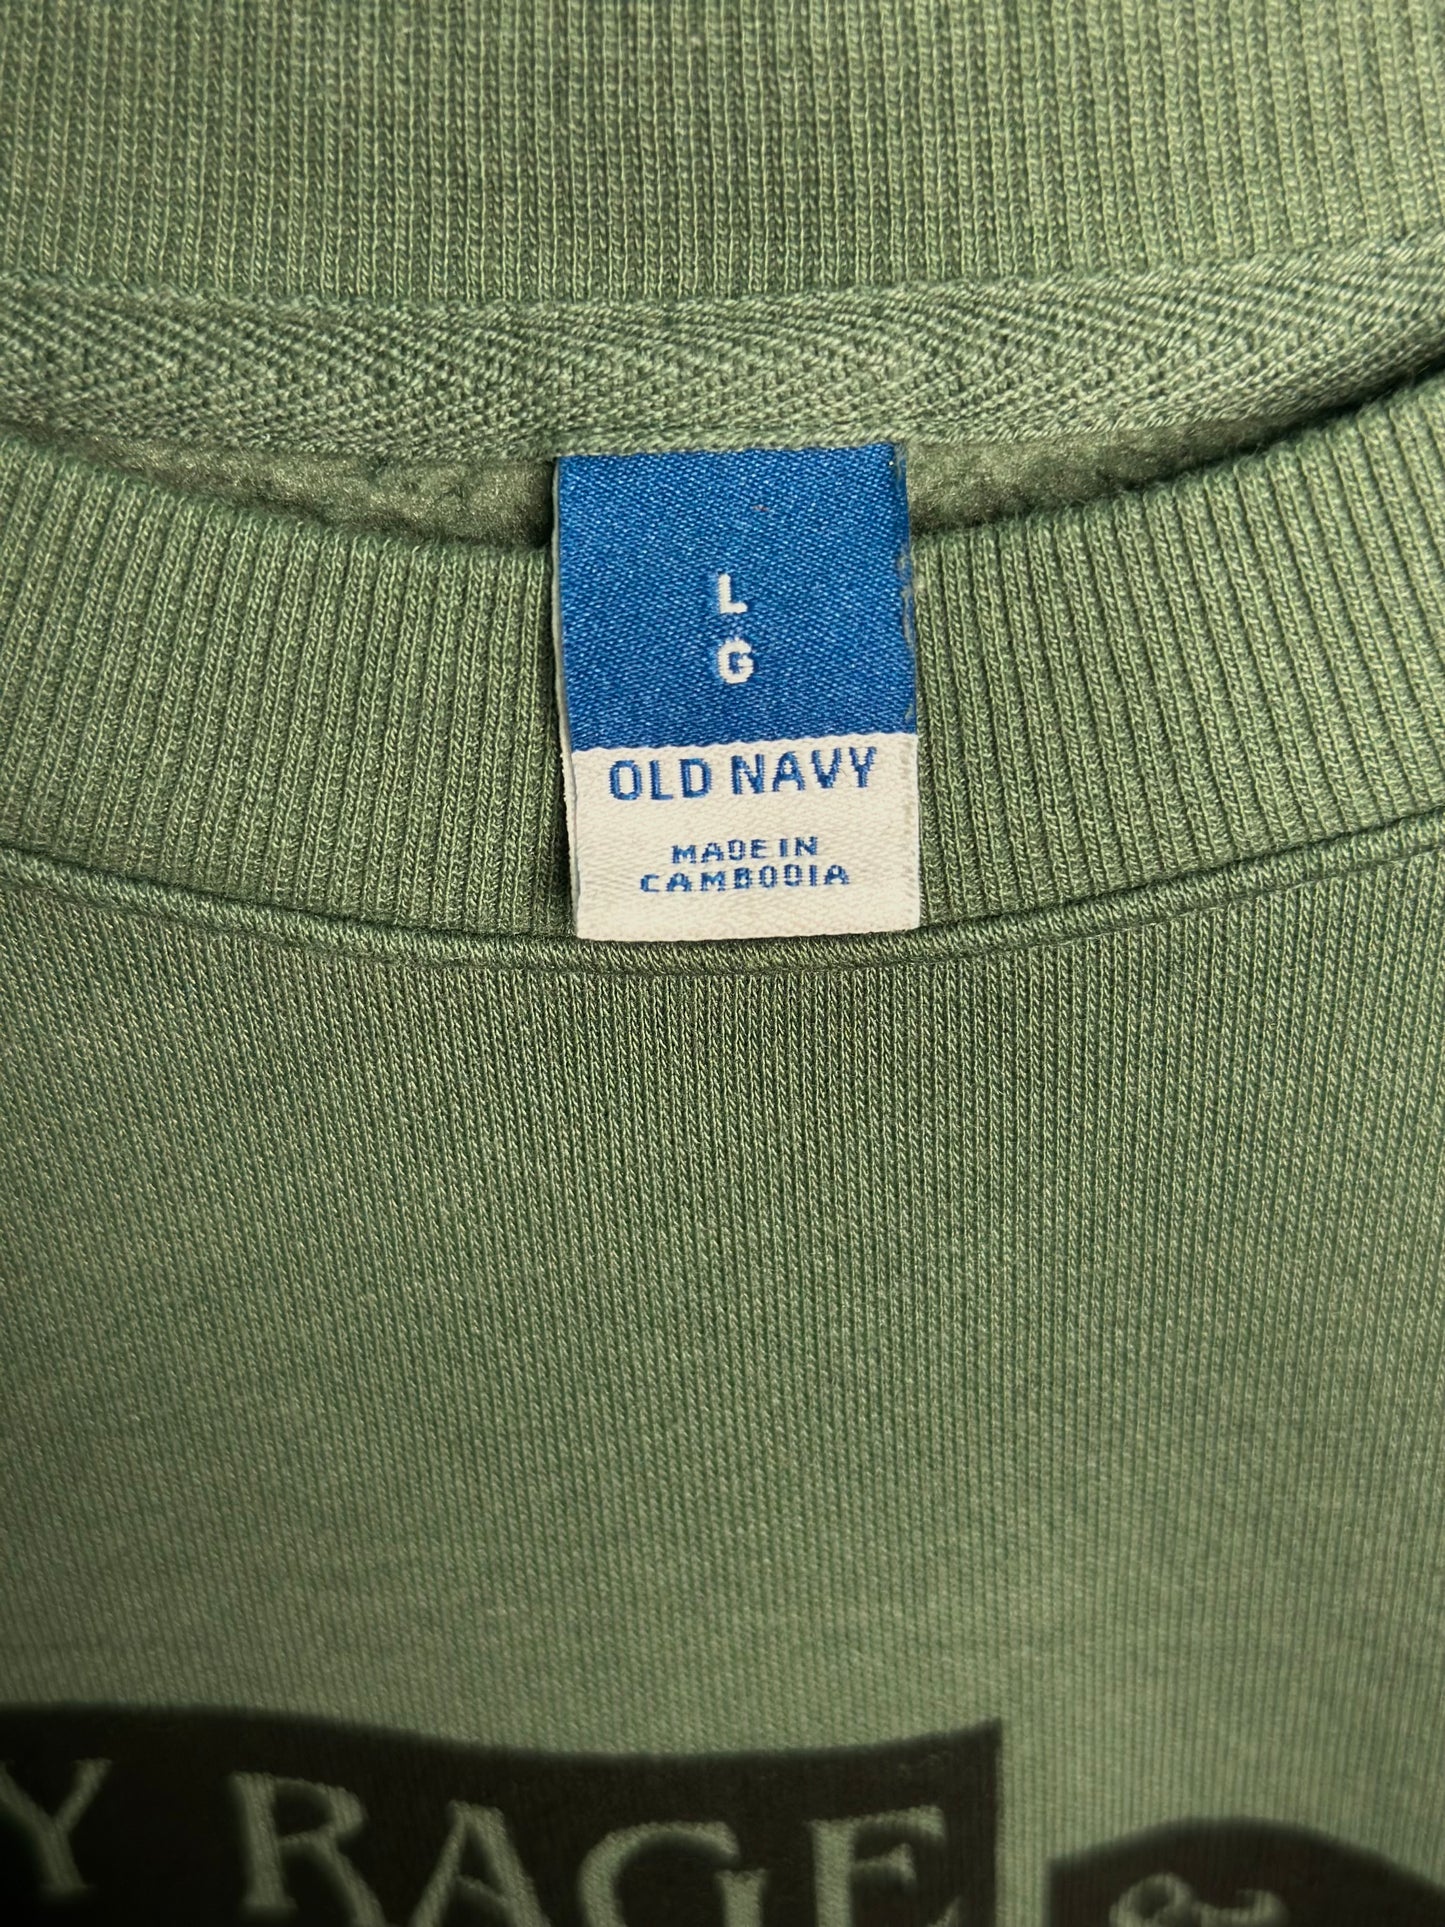 L
G
OLD NAVY
MADE IN
CAMBODIA
Y RAGE &